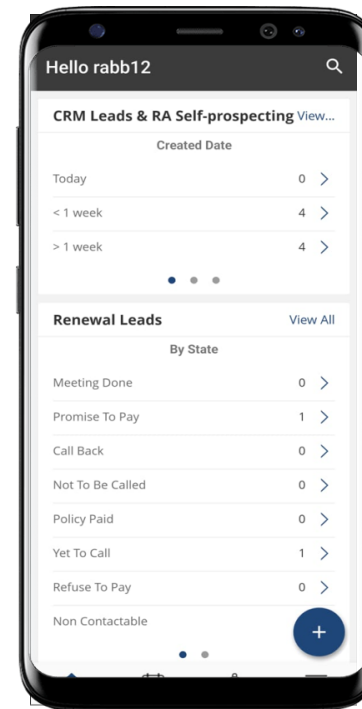 Hello rabb12
CRM Leads & RA Self-prospecting View...
Created Date
Today 0
< 1 week 4
> 1 week 4
Renewal Leads View All
By State
Meeting Done 0
Promise To Pay 1
Call Back 0
Not To Be Called 0
Policy Paid 0
Yet To Call 1
Refuse To Pay 0
Non Contactable
+